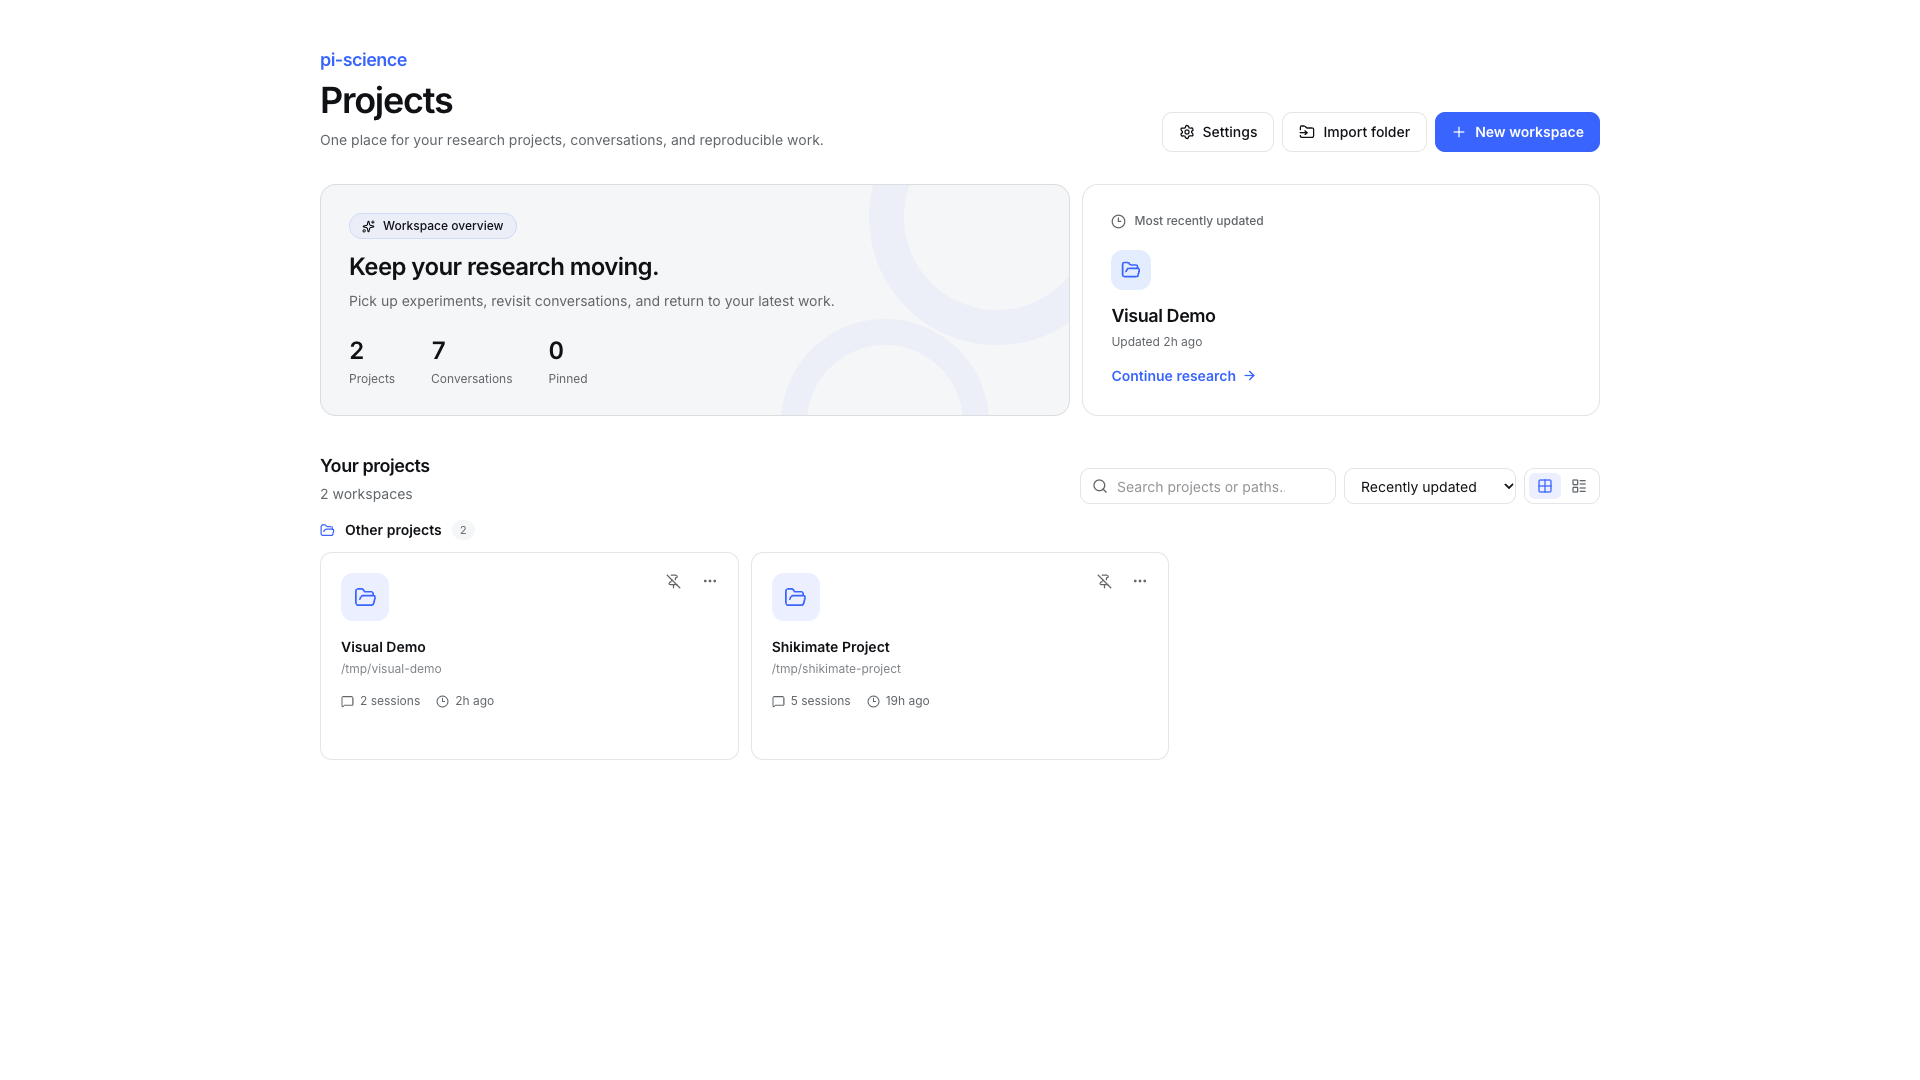 pi-science
Projects
One place for your research projects, conversations, and reproducible work.
Settings
Import folder
New workspace
Workspace overview
Keep your research moving.
Pick up experiments, revisit conversations, and return to your latest work.
2 7 0
Projects Conversations Pinned
Most recently updated
Visual Demo
Updated 2h ago
Continue research
Your projects
2 workspaces
Search projects or paths..
Recently updated
Other projects 2
Visual Demo
/tmp/visual-demo
2 sessions 2h ago
Shikimate Project
/tmp/shikimate-project
5 sessions 19h ago